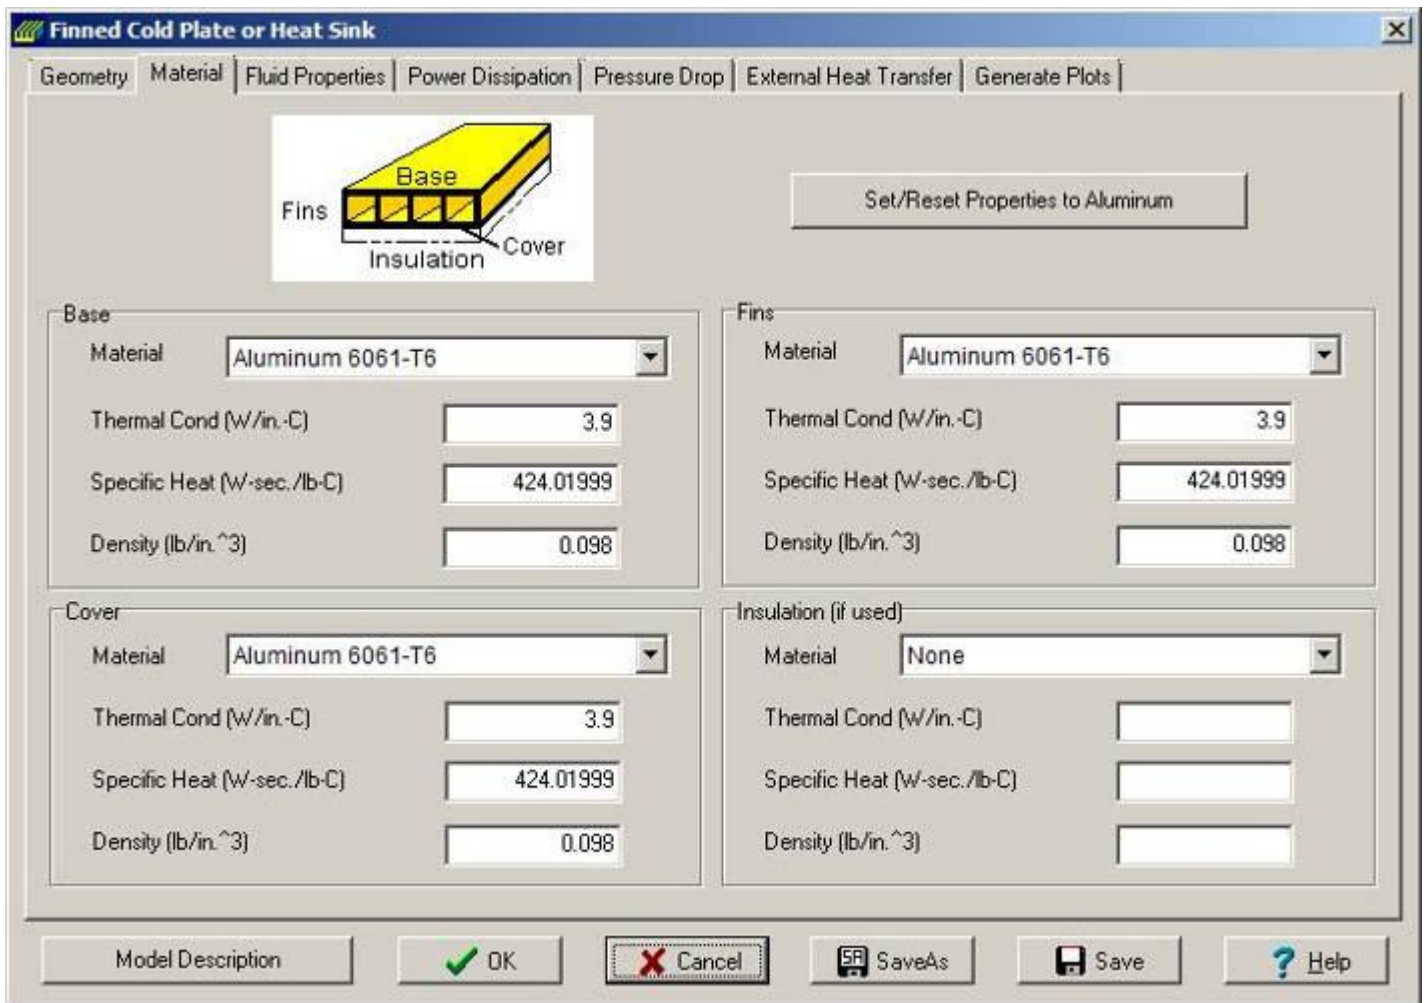 Finned Cold Plate or Heat Sink
Geometry Material Fluid Properties Power Dissipation Pressure Drop External Heat Transfer Generate Plots
Base
Fins
Cover
Insulation
Set/Reset Properties to Aluminum
Base
Material Aluminum 6061-T6
Thermal Cond (W/in.-C) 3.9
Specific Heat (W-sec./lb-C) 424.01999
Density (lb/in.^3) 0.098
Fins
Material Aluminum 6061-T6
Thermal Cond (W/in.-C) 3.9
Specific Heat (W-sec./lb-C) 424.01999
Density (lb/in.^3) 0.098
Cover
Material Aluminum 6061-T6
Thermal Cond (W/in.-C) 3.9
Specific Heat (W-sec./lb-C) 424.01999
Density (lb/in.^3) 0.098
Insulation (if used)
Material None
Thermal Cond (W/in.-C)
Specific Heat (W-sec./lb-C)
Density (lb/in.^3)
Model Description OK Cancel SA SaveAs Save ? Help